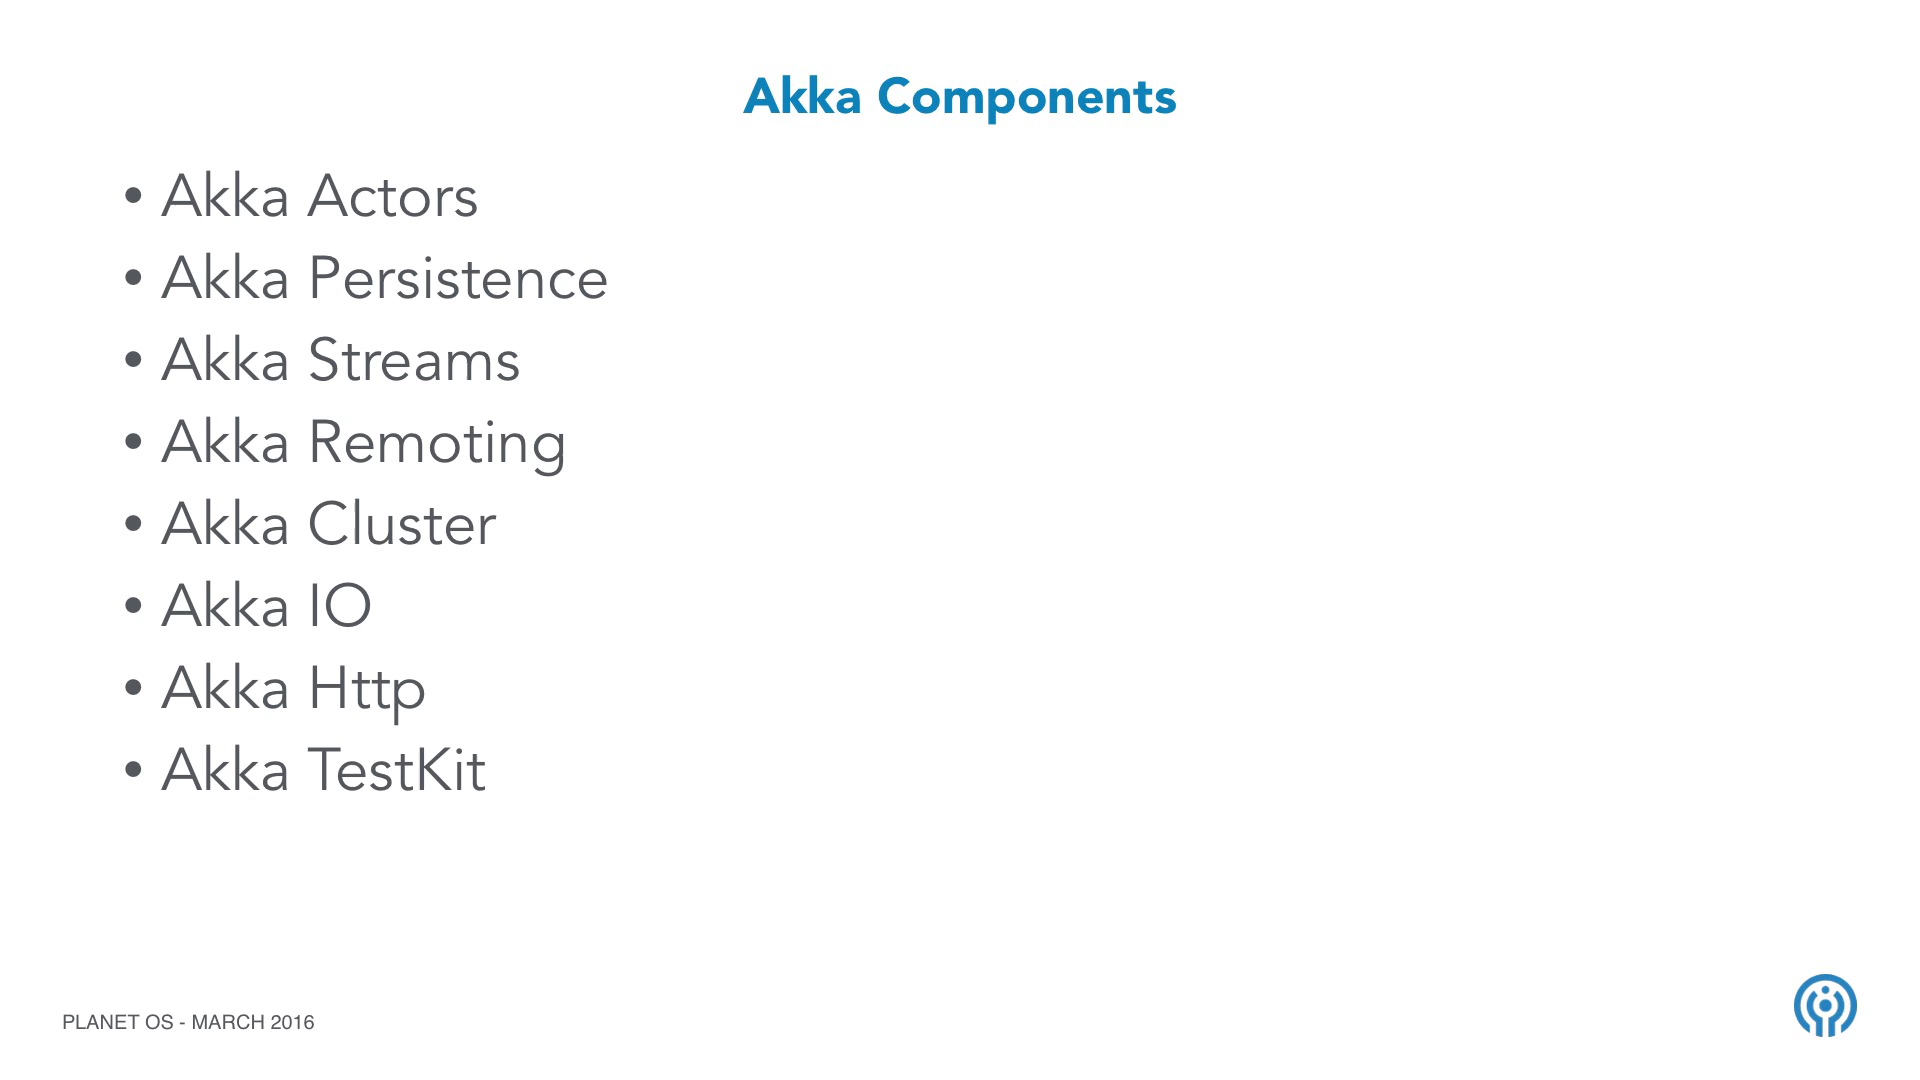 Akka Components
• Akka Actors
• Akka Persistence
• Akka Streams
• Akka Remoting
• Akka Cluster
• Akka IO
• Akka Http
• Akka TestKit
PLANET OS - MARCH 2016